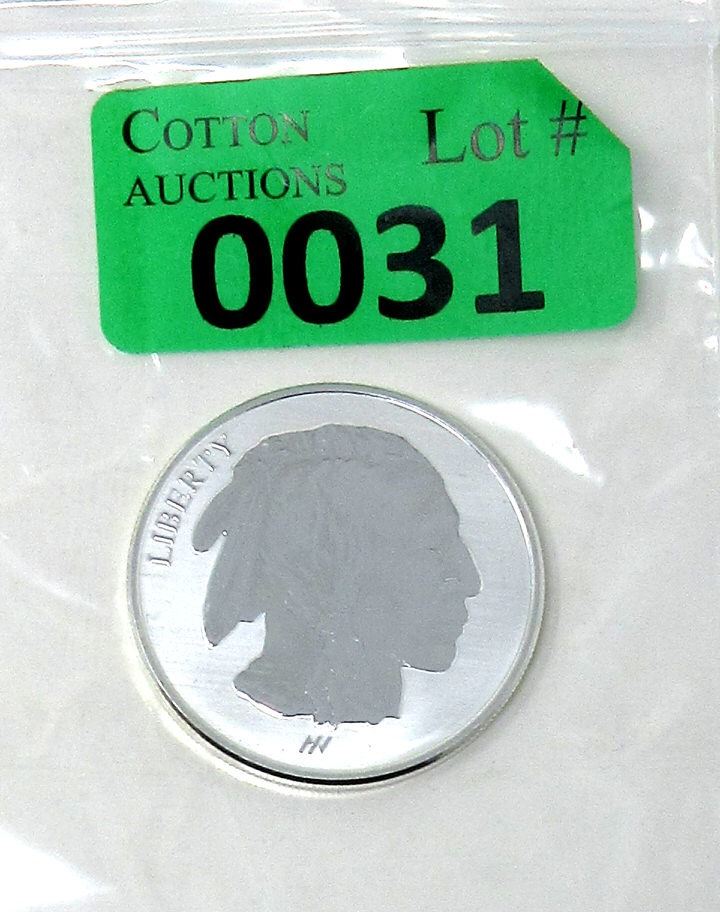 COTTON
AUCTIONS
Lot #
0031
LIBERTY